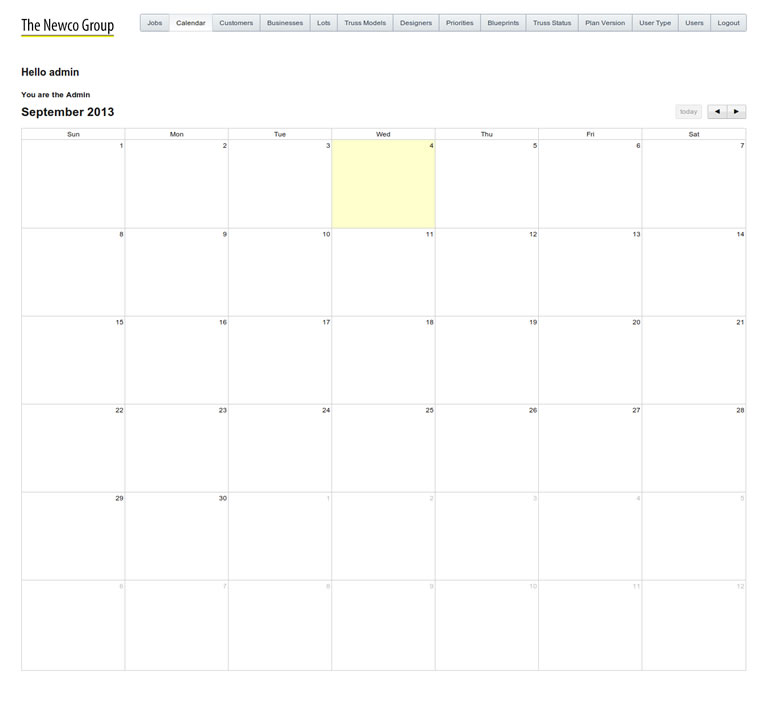 The Newco Group
Jobs Calendar Customers Businesses Lots Truss Models Designers Priorities Blueprints Truss Status Plan Version User Type Users Logout
Hello admin
You are the Admin
September 2013 today ◄ ►
Sun Mon Tue Wed Thu Fri Sat
1 2 3 4 5 6 7
8 9 10 11 12 13 14
15 16 17 18 19 20 21
22 23 24 25 26 27 28
29 30 1 2 3 4 5
6 7 8 9 10 11 12